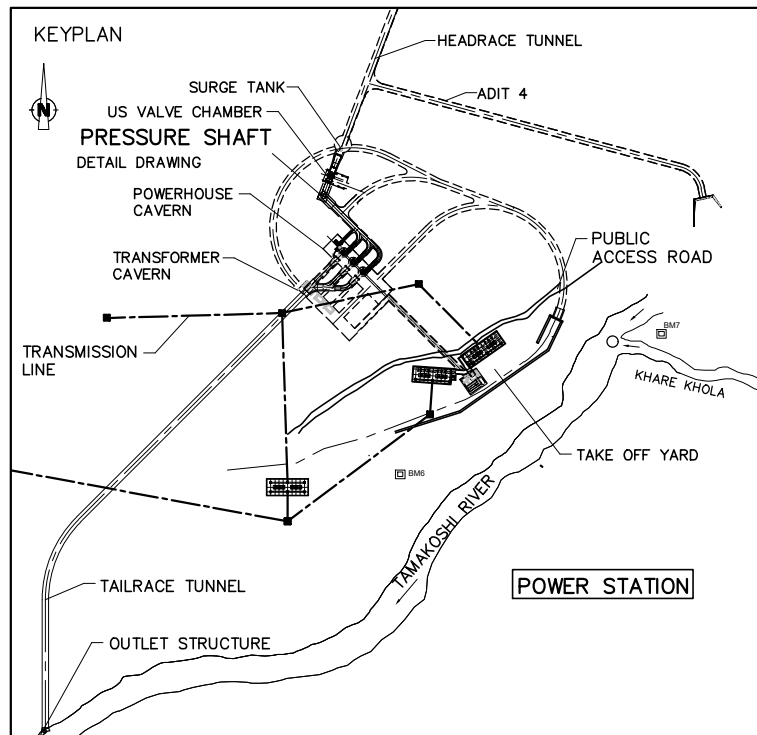 KEYPLAN
N
HEADRACE TUNNEL
SURGE TANK
ADIT 4
US VALVE CHAMBER
PRESSURE SHAFT
DETAIL DRAWING
POWERHOUSE
CAVERN
PUBLIC
ACCESS ROAD
TRANSFORMER
CAVERN
BM7
TRANSMISSION
LINE
KHARE KHOLA
TAKE OFF YARD
BM6
TAMAKOSHI RIVER
POWER STATION
TAILRACE TUNNEL
OUTLET STRUCTURE